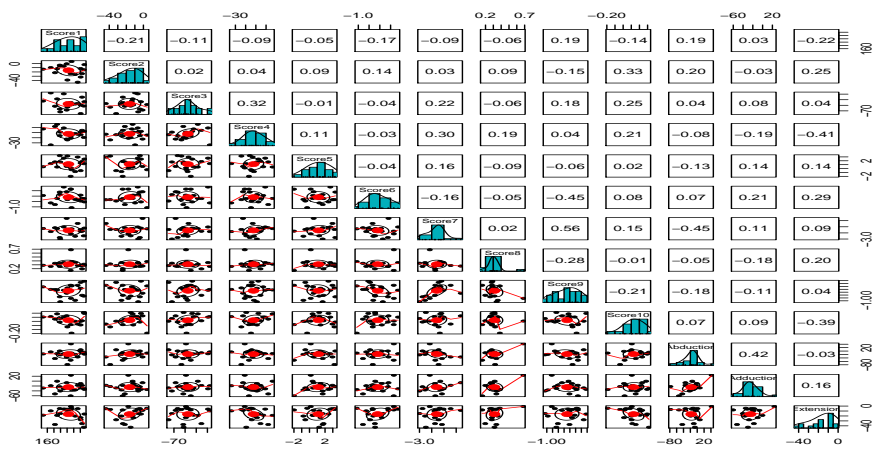 −40 0 −30 −1.0 0.2 0.7 −0.20 −60 20
Score1 −0.21 −0.11 −0.09 −0.05 −0.17 −0.09 −0.06 0.19 −0.14 0.19 0.03 −0.22 160
−40 0 Score2 0.02 0.04 0.09 0.14 0.03 0.09 −0.15 0.33 0.20 −0.03 0.25
Score3 0.32 −0.01 −0.04 0.22 −0.06 0.18 0.25 0.04 0.08 0.04 −70
−30 Score4 0.11 −0.03 0.30 0.19 0.04 0.21 −0.08 −0.19 −0.41
Score5 −0.04 0.16 −0.09 −0.06 0.02 −0.13 0.14 0.14 −2 2
−1.0 Score6 −0.16 −0.05 −0.45 0.08 0.07 0.21 0.29
Score7 0.02 0.56 0.15 −0.45 0.11 0.09 −3.0
0.2 0.7 Score8 −0.28 −0.01 −0.05 −0.18 0.20
Score9 −0.21 −0.18 −0.11 0.04 −1.00
−0.20 Score10 0.07 0.09 −0.39
Abduction 0.42 −0.03 −80 20
−60 20 Adduction 0.16
Extension −40 0
160 −70 −2 2 −3.0 −1.00 −80 20 −40 0